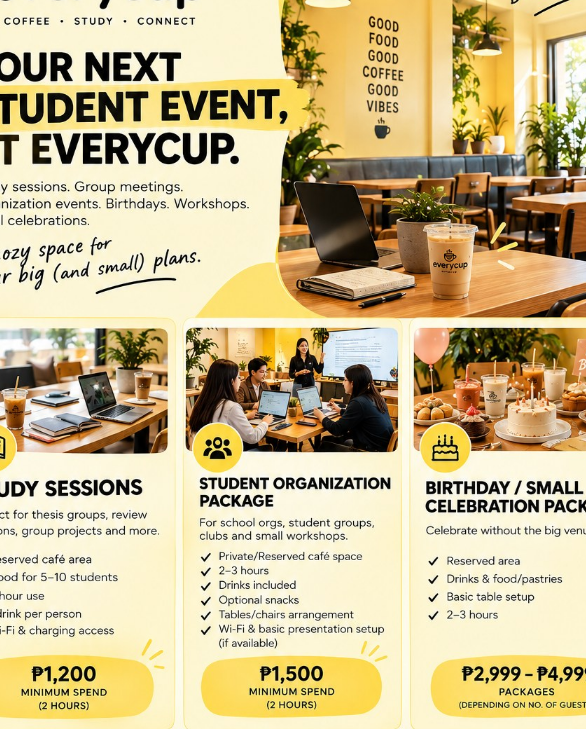 COFFEE • STUDY • CONNECT
OUR NEXT
TUDENT EVENT,
T EVERYCUP.
y sessions. Group meetings.
nization events. Birthdays. Workshops.
l celebrations.
ozy space for
r big (and small) plans.
GOOD
FOOD
GOOD
COFFEE
GOOD
VIBES
everycup
UDY SESSIONS
ct for thesis groups, review
ons, group projects and more.
eserved café area
ood for 5–10 students
hour use
drink per person
i-Fi & charging access
₱1,200
MINIMUM SPEND
(2 HOURS)
STUDENT ORGANIZATION
PACKAGE
For school orgs, student groups,
clubs and small workshops.
Private/Reserved café space
2–3 hours
Drinks included
Optional snacks
Tables/chairs arrangement
Wi-Fi & basic presentation setup
(if available)
₱1,500
MINIMUM SPEND
(2 HOURS)
BIRTHDAY / SMALL
CELEBRATION PACK
Celebrate without the big venu
Reserved area
Drinks & food/pastries
Basic table setup
2–3 hours
₱2,999 – ₱4,999
PACKAGES
(DEPENDING ON NO. OF GUEST